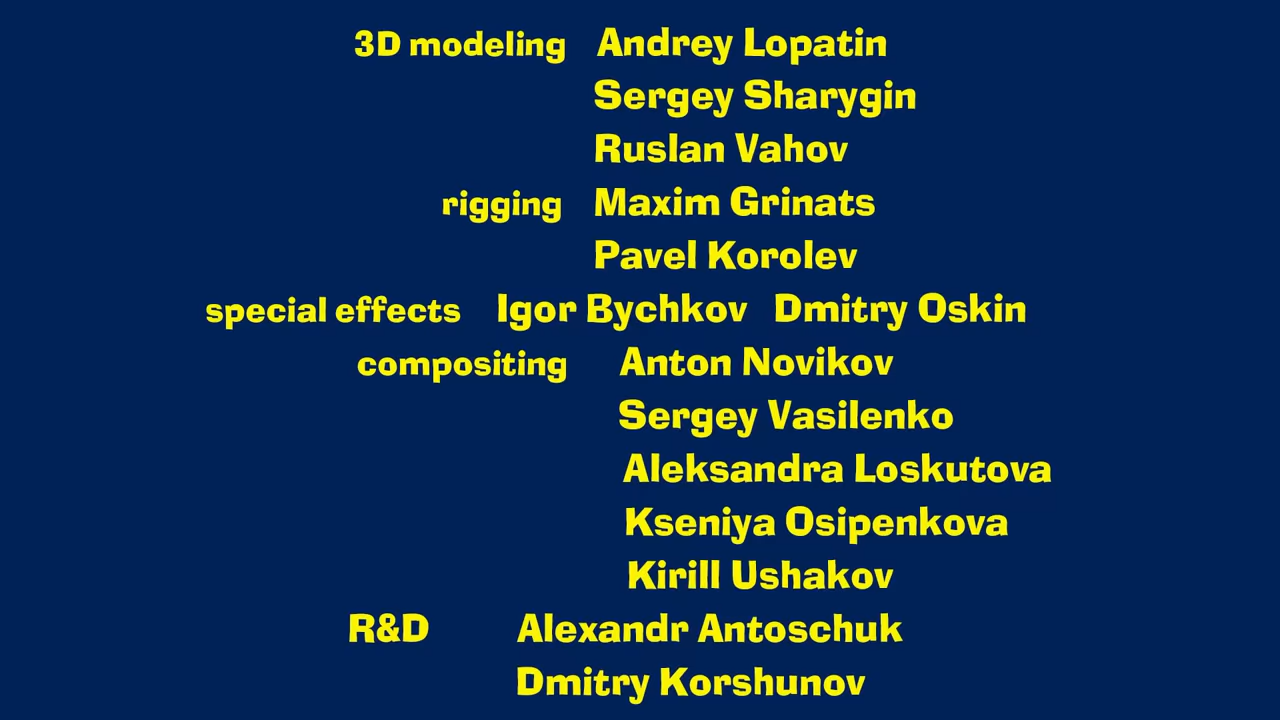 3D modeling Andrey Lopatin
Sergey Sharygin
Ruslan Vahov
rigging Maxim Grinats
Pavel Korolev
special effects Igor Bychkov Dmitry Oskin
compositing Anton Novikov
Sergey Vasilenko
Aleksandra Loskutova
Kseniya Osipenkova
Kirill Ushakov
R&D Alexandr Antoschuk
Dmitry Korshunov